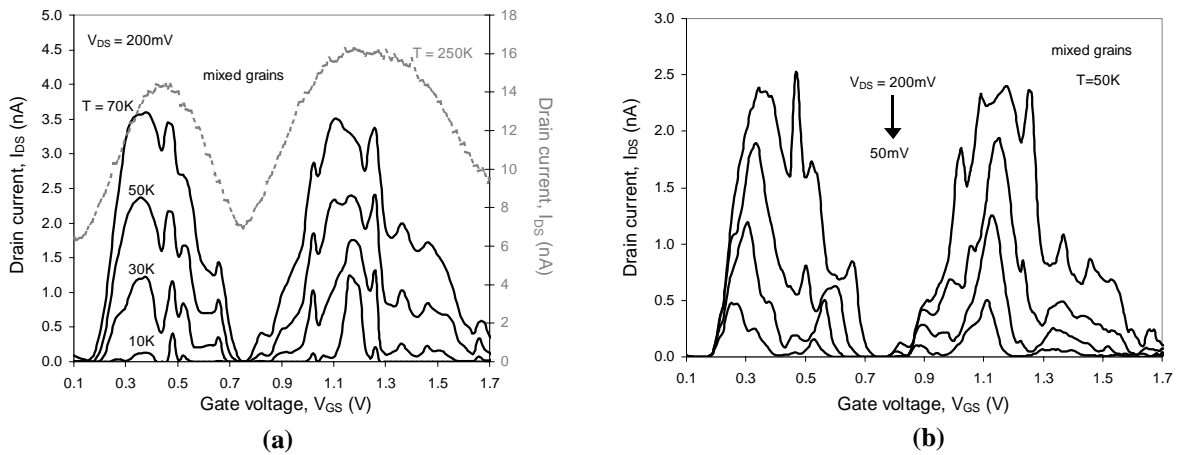 5.0
4.5
4.0
3.5
3.0
2.5
2.0
1.5
1.0
0.5
0.0
Drain current, IDS (nA)
VDS = 200mV
mixed grains
T = 250K
T = 70K
50K
30K
10K
18
16
14
12
10
8
6
4
2
0
Drain current, IDS (nA)
0.1 0.3 0.5 0.7 0.9 1.1 1.3 1.5 1.7
Gate voltage, VGS (V)
(a)
3.0
2.5
2.0
1.5
1.0
0.5
0.0
Drain current, IDS (nA)
mixed grains
T=50K
VDS = 200mV
50mV
0.1 0.3 0.5 0.7 0.9 1.1 1.3 1.5 1.7
Gate voltage, VGS (V)
(b)